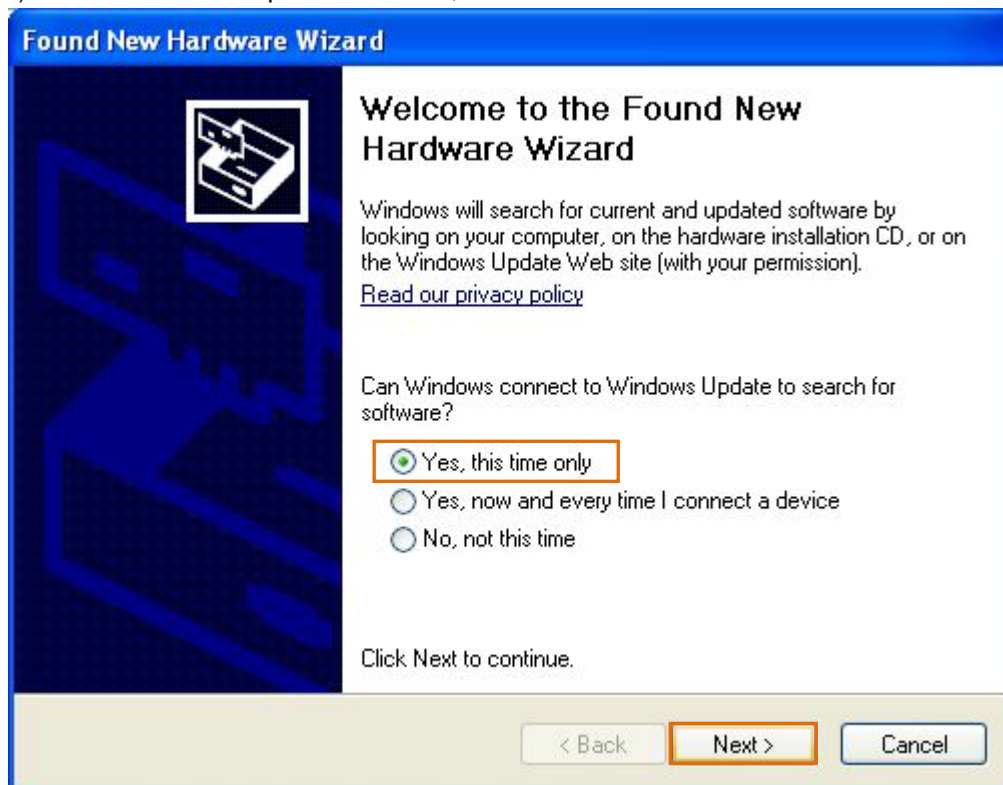 Found New Hardware Wizard
Welcome to the Found New
Hardware Wizard
Windows will search for current and updated software by
looking on your computer, on the hardware installation CD, or on
the Windows Update Web site (with your permission).
Read our privacy policy
Can Windows connect to Windows Update to search for
software?
Yes, this time only
Yes, now and every time I connect a device
No, not this time
Click Next to continue.
< Back Next > Cancel